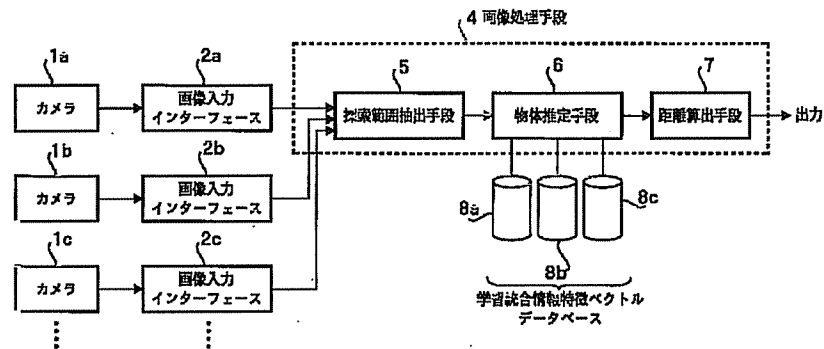 4 画像処理手段
1a
2a
5
6
7
カメラ
画像入力
インターフェース
探索範囲抽出手段
物体推定手段
距離算出手段
出力
1b
2b
カメラ
画像入力
インターフェース
8a
8c
1c
2c
8b
カメラ
画像入力
インターフェース
学習統合情報特徴ベクトル
データベース